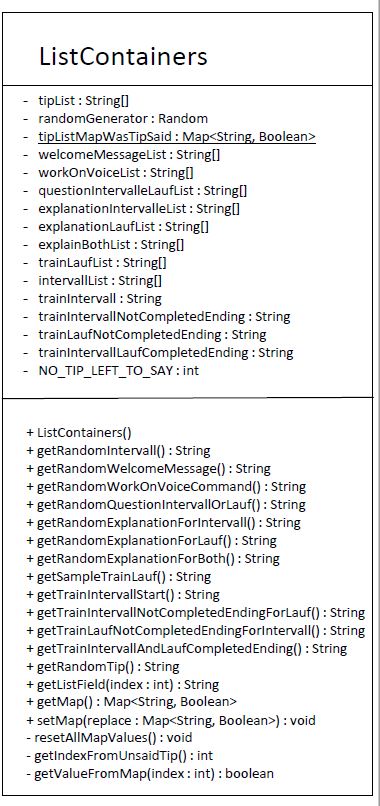 ListContainers
- tipList : String[]
- randomGenerator : Random
- tipListMapWasTipSaid : Map<String, Boolean>
- welcomeMessageList : String[]
- workOnVoiceList : String[]
- questionIntervalleLaufList : String[]
- explanationIntervalleList : String[]
- explanationLaufList : String[]
- explainBothList : String[]
- trainLaufList : String[]
- intervallList : String[]
- trainIntervall : String
- trainIntervallNotCompletedEnding : String
- trainLaufNotCompletedEnding : String
- trainIntervallLaufCompletedEnding : String
- NO_TIP_LEFT_TO_SAY : int
+ ListContainers()
+ getRandomIntervall() : String
+ getRandomWelcomeMessage() : String
+ getRandomWorkOnVoiceCommand() : String
+ getRandomQuestionIntervallOrLauf() : String
+ getRandomExplanationForIntervall() : String
+ getRandomExplanationForLauf() : String
+ getRandomExplanationForBoth() : String
+ getSampleTrainLauf() : String
+ getTrainIntervallStart() : String
+ getTrainIntervallNotCompletedEndingForLauf() : String
+ getTrainLaufNotCompletedEndingForIntervall() : String
+ getTrainIntervallAndLaufCompletedEnding() : String
+ getRandomTip() : String
+ getListField(index : int) : String
+ getMap() : Map<String, Boolean>
+ setMap(replace : Map<String, Boolean>) : void
- resetAllMapValues() : void
- getIndexFromUnsaidTip() : int
- getValueFromMap(index : int) : boolean